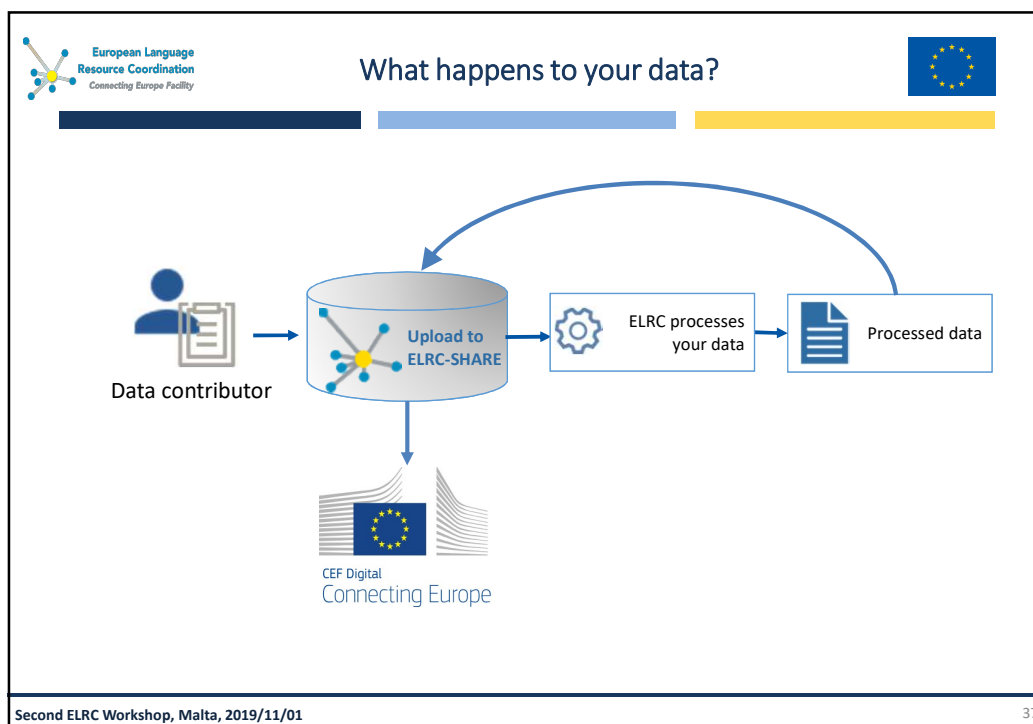 European Language
Resource Coordination
Connecting Europe Facility
What happens to your data?
Data contributor
Upload to
ELRC-SHARE
ELRC processes
your data
Processed data
CEF Digital
Connecting Europe
Second ELRC Workshop, Malta, 2019/11/01